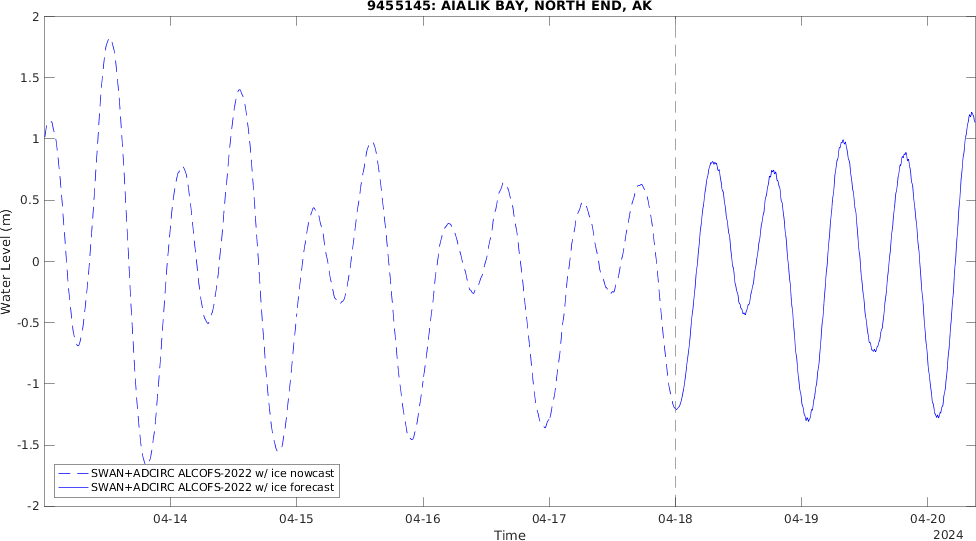 9455145: AIALIK BAY, NORTH END, AK
2
1.5
1
0.5
0
-0.5
-1
-1.5
-2
Water Level (m)
SWAN+ADCIRC ALCOFS-2022 w/ ice nowcast
SWAN+ADCIRC ALCOFS-2022 w/ ice forecast
04-14 04-15 04-16 04-17 04-18 04-19 04-20
Time
2024